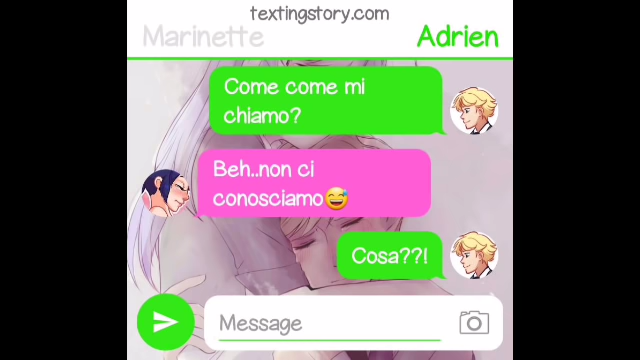 textingstory.com
Marinette
Adrien
Come come mi
chiamo?
Beh..non ci
conosciamo😅
Cosa??!
Message